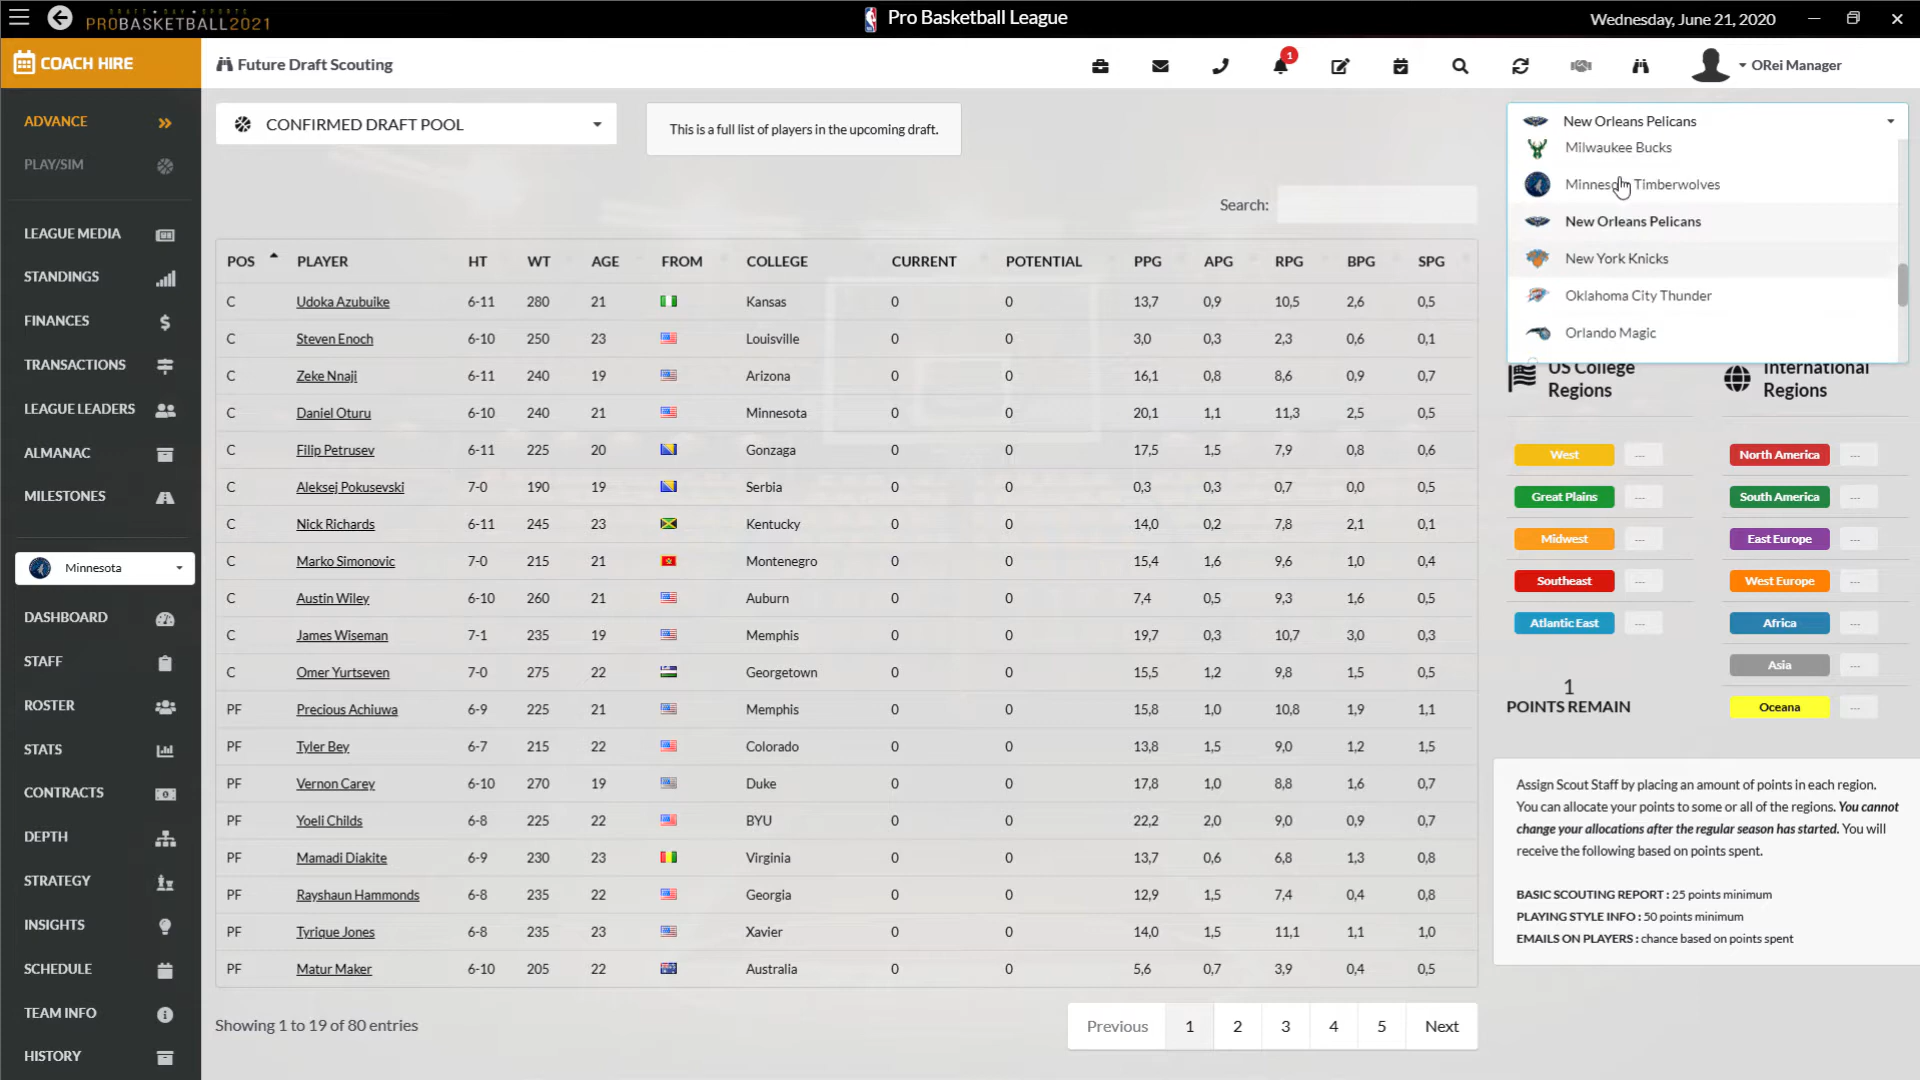 DRAFT DAY SPORTS
PROBASKETBALL2021
Pro Basketball League
Wednesday, June 21, 2020
COACH HIRE
Future Draft Scouting
1
ORei Manager
ADVANCE
PLAY/SIM
LEAGUE MEDIA
STANDINGS
FINANCES
TRANSACTIONS
LEAGUE LEADERS
ALMANAC
MILESTONES
Minnesota
DASHBOARD
STAFF
ROSTER
STATS
CONTRACTS
DEPTH
STRATEGY
INSIGHTS
SCHEDULE
TEAM INFO
HISTORY
CONFIRMED DRAFT POOL
This is a full list of players in the upcoming draft.
Search:
POS PLAYER HT WT AGE FROM COLLEGE CURRENT POTENTIAL PPG APG RPG BPG SPG
C Udoka Azubuike 6-11 280 21 Kansas 0 0 13,7 0,9 10,5 2,6 0,5
C Steven Enoch 6-10 250 23 Louisville 0 0 3,0 0,3 2,3 0,6 0,1
C Zeke Nnaji 6-11 240 19 Arizona 0 0 16,1 0,8 8,6 0,9 0,7
C Daniel Oturu 6-10 240 21 Minnesota 0 0 20,1 1,1 11,3 2,5 0,5
C Filip Petrusev 6-11 225 20 Gonzaga 0 0 17,5 1,5 7,9 0,8 0,6
C Aleksej Pokusevski 7-0 190 19 Serbia 0 0 0,3 0,3 0,7 0,0 0,5
C Nick Richards 6-11 245 23 Kentucky 0 0 14,0 0,2 7,8 2,1 0,1
C Marko Simonovic 7-0 215 21 Montenegro 0 0 15,4 1,6 9,6 1,0 0,4
C Austin Wiley 6-10 260 21 Auburn 0 0 7,4 0,5 9,3 1,6 0,5
C James Wiseman 7-1 235 19 Memphis 0 0 19,7 0,3 10,7 3,0 0,3
C Omer Yurtseven 7-0 275 22 Georgetown 0 0 15,5 1,2 9,8 1,5 0,5
PF Precious Achiuwa 6-9 225 21 Memphis 0 0 15,8 1,0 10,8 1,9 1,1
PF Tyler Bey 6-7 215 22 Colorado 0 0 13,8 1,5 9,0 1,2 1,5
PF Vernon Carey 6-10 270 19 Duke 0 0 17,8 1,0 8,8 1,6 0,7
PF Yoeli Childs 6-8 225 22 BYU 0 0 22,2 2,0 9,0 0,9 0,7
PF Mamadi Diakite 6-9 230 23 Virginia 0 0 13,7 0,6 6,8 1,3 0,8
PF Rayshaun Hammonds 6-8 235 22 Georgia 0 0 12,9 1,5 7,4 0,4 0,8
PF Tyrique Jones 6-8 235 23 Xavier 0 0 14,0 1,5 11,1 1,1 1,0
PF Matur Maker 6-10 205 22 Australia 0 0 5,6 0,7 3,9 0,4 0,5
Showing 1 to 19 of 80 entries
Previous 1 2 3 4 5 Next
New Orleans Pelicans
Milwaukee Bucks
Timberwolves
New Orleans Pelicans
New York Knicks
Oklahoma City Thunder
Orlando Magic
US College Regions
International Regions
West --- North America ---
Great Plains --- South America ---
Midwest --- East Europe ---
Southeast --- West Europe ---
Atlantic East --- Africa ---
Asia ---
Oceana ---
1
POINTS REMAIN
Assign Scout Staff by placing an amount of points in each region.
You can allocate your points to some or all of the regions. You cannot
change your allocations after the regular season has started. You will
receive the following based on points spent.
BASIC SCOUTING REPORT : 25 points minimum
PLAYING STYLE INFO : 50 points minimum
EMAILS ON PLAYERS : chance based on points spent